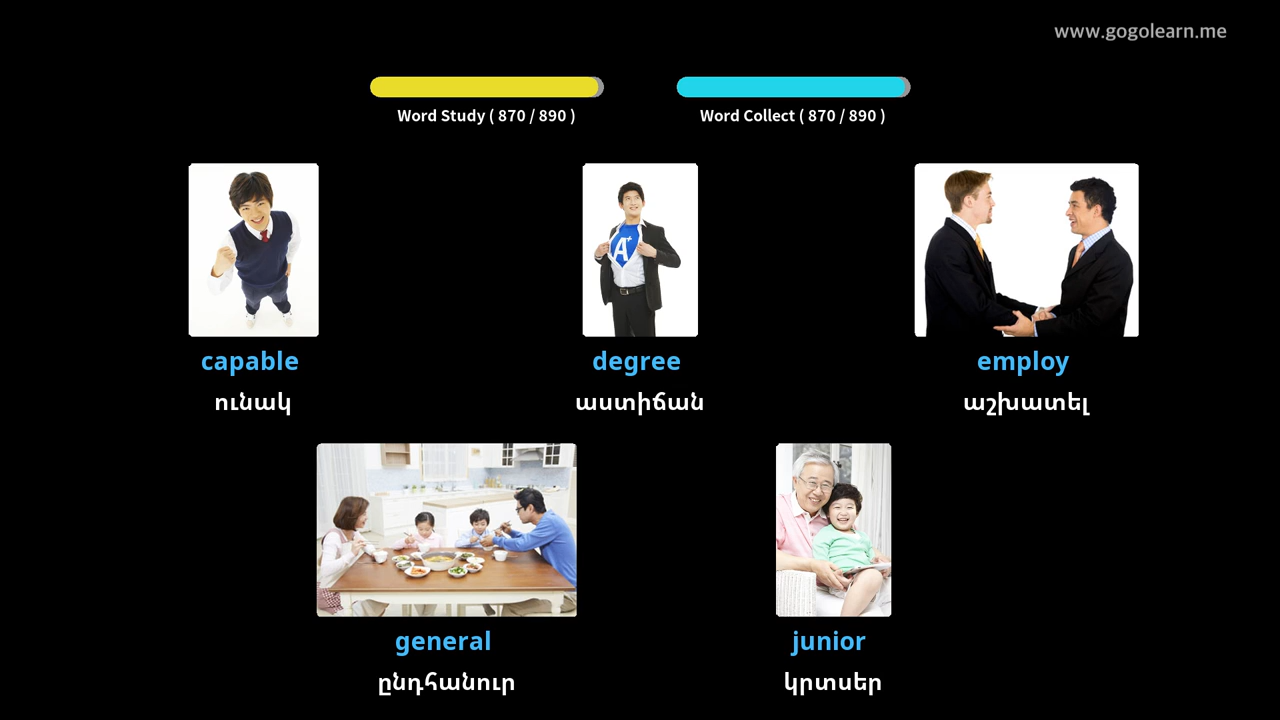 www.gogolearn.me
Word Study ( 870 / 890 )
Word Collect ( 870 / 890 )
A+
capable
degree
employ
ունակ
աստիճան
աշխատել
general
junior
ընդհանուր
կրտսեր